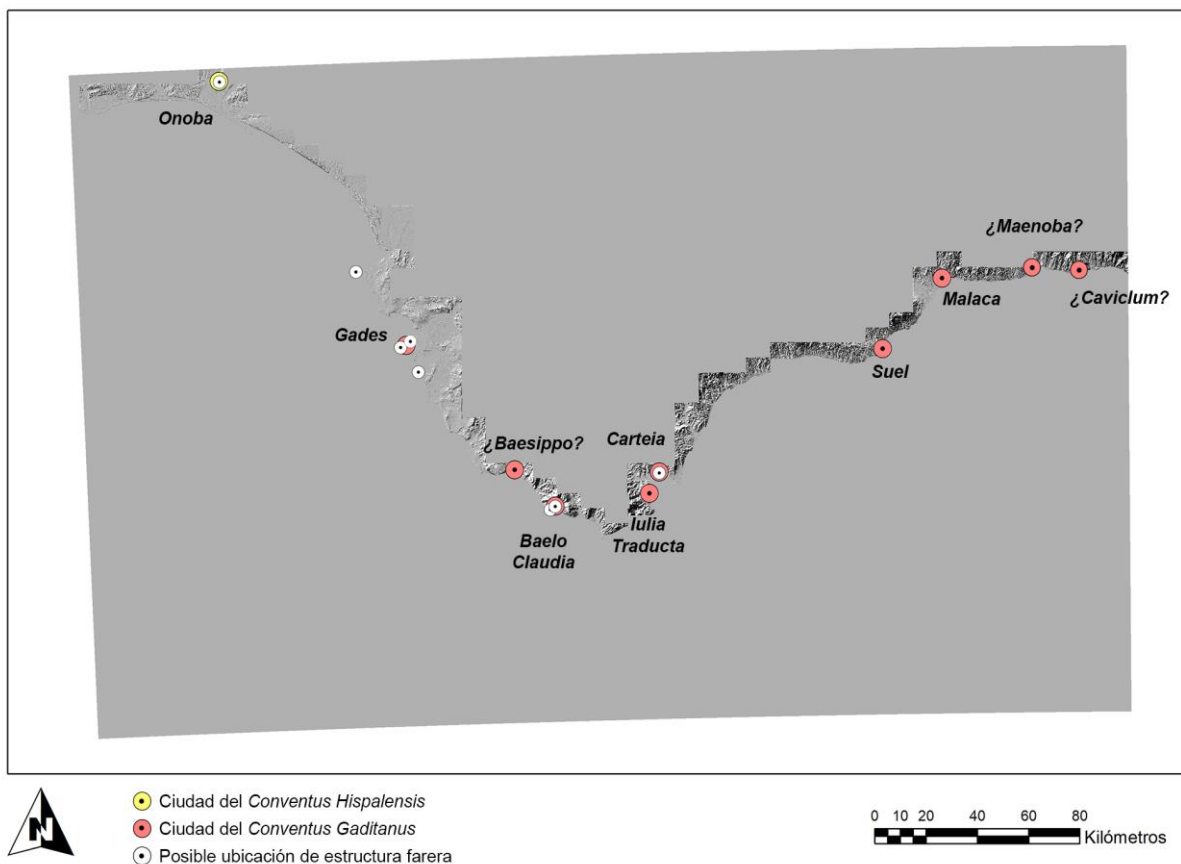 Onoba
¿Maenoba?
Malaca
¿Caviclum?
Gades
Suel
¿Baesippo?
Carteia
Iulia
Traducta
Baelo
Claudia
N
Ciudad del Conventus Hispalensis
Ciudad del Conventus Gaditanus
Posible ubicación de estructura farera
0 10 20 40 60 80
Kilómetros